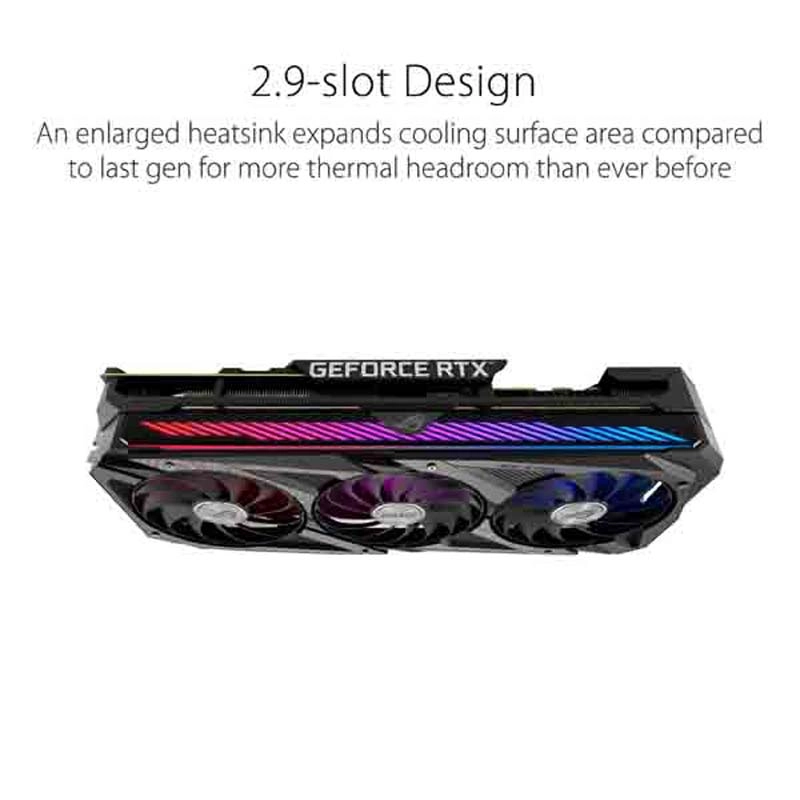 2.9-slot Design
An enlarged heatsink expands cooling surface area compared
to last gen for more thermal headroom than ever before
GEFORCE RTX